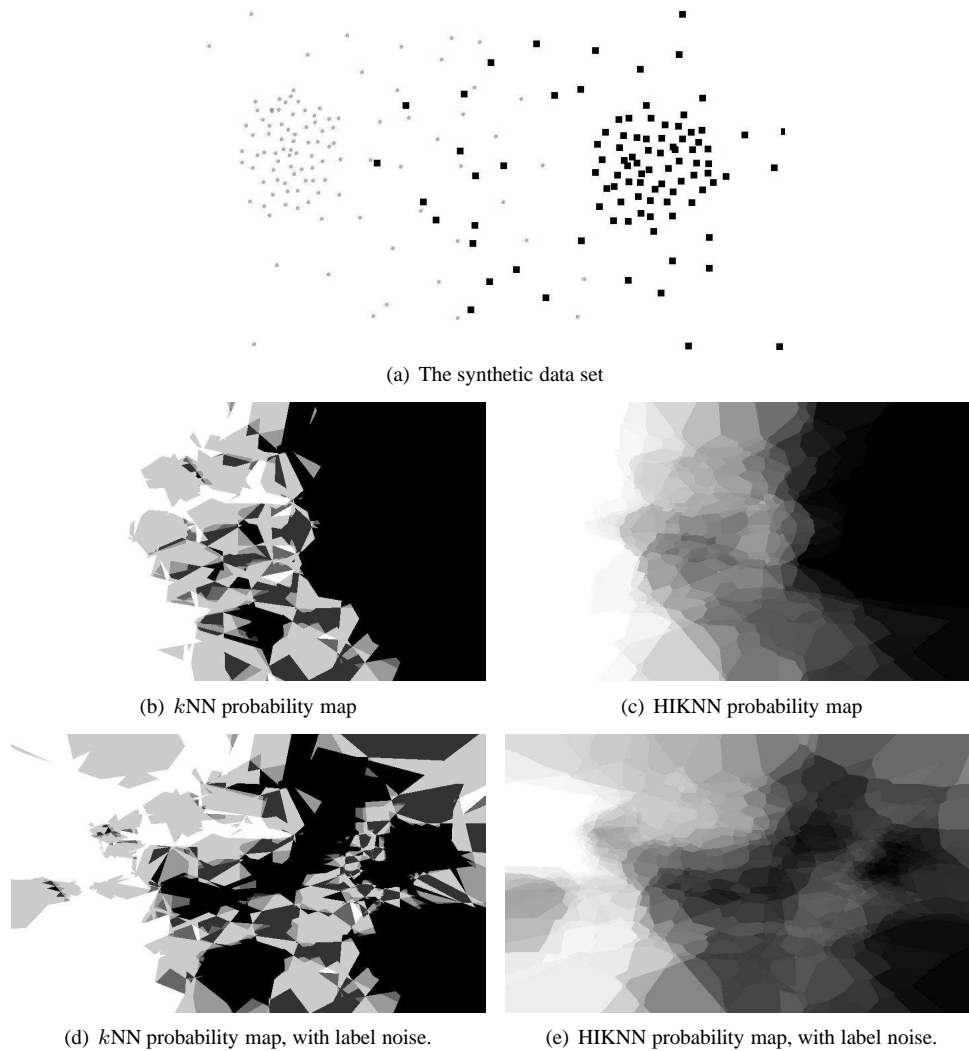 (a) The synthetic data set
(b) kNN probability map
(c) HIKNN probability map
(d) kNN probability map, with label noise.
(e) HIKNN probability map, with label noise.